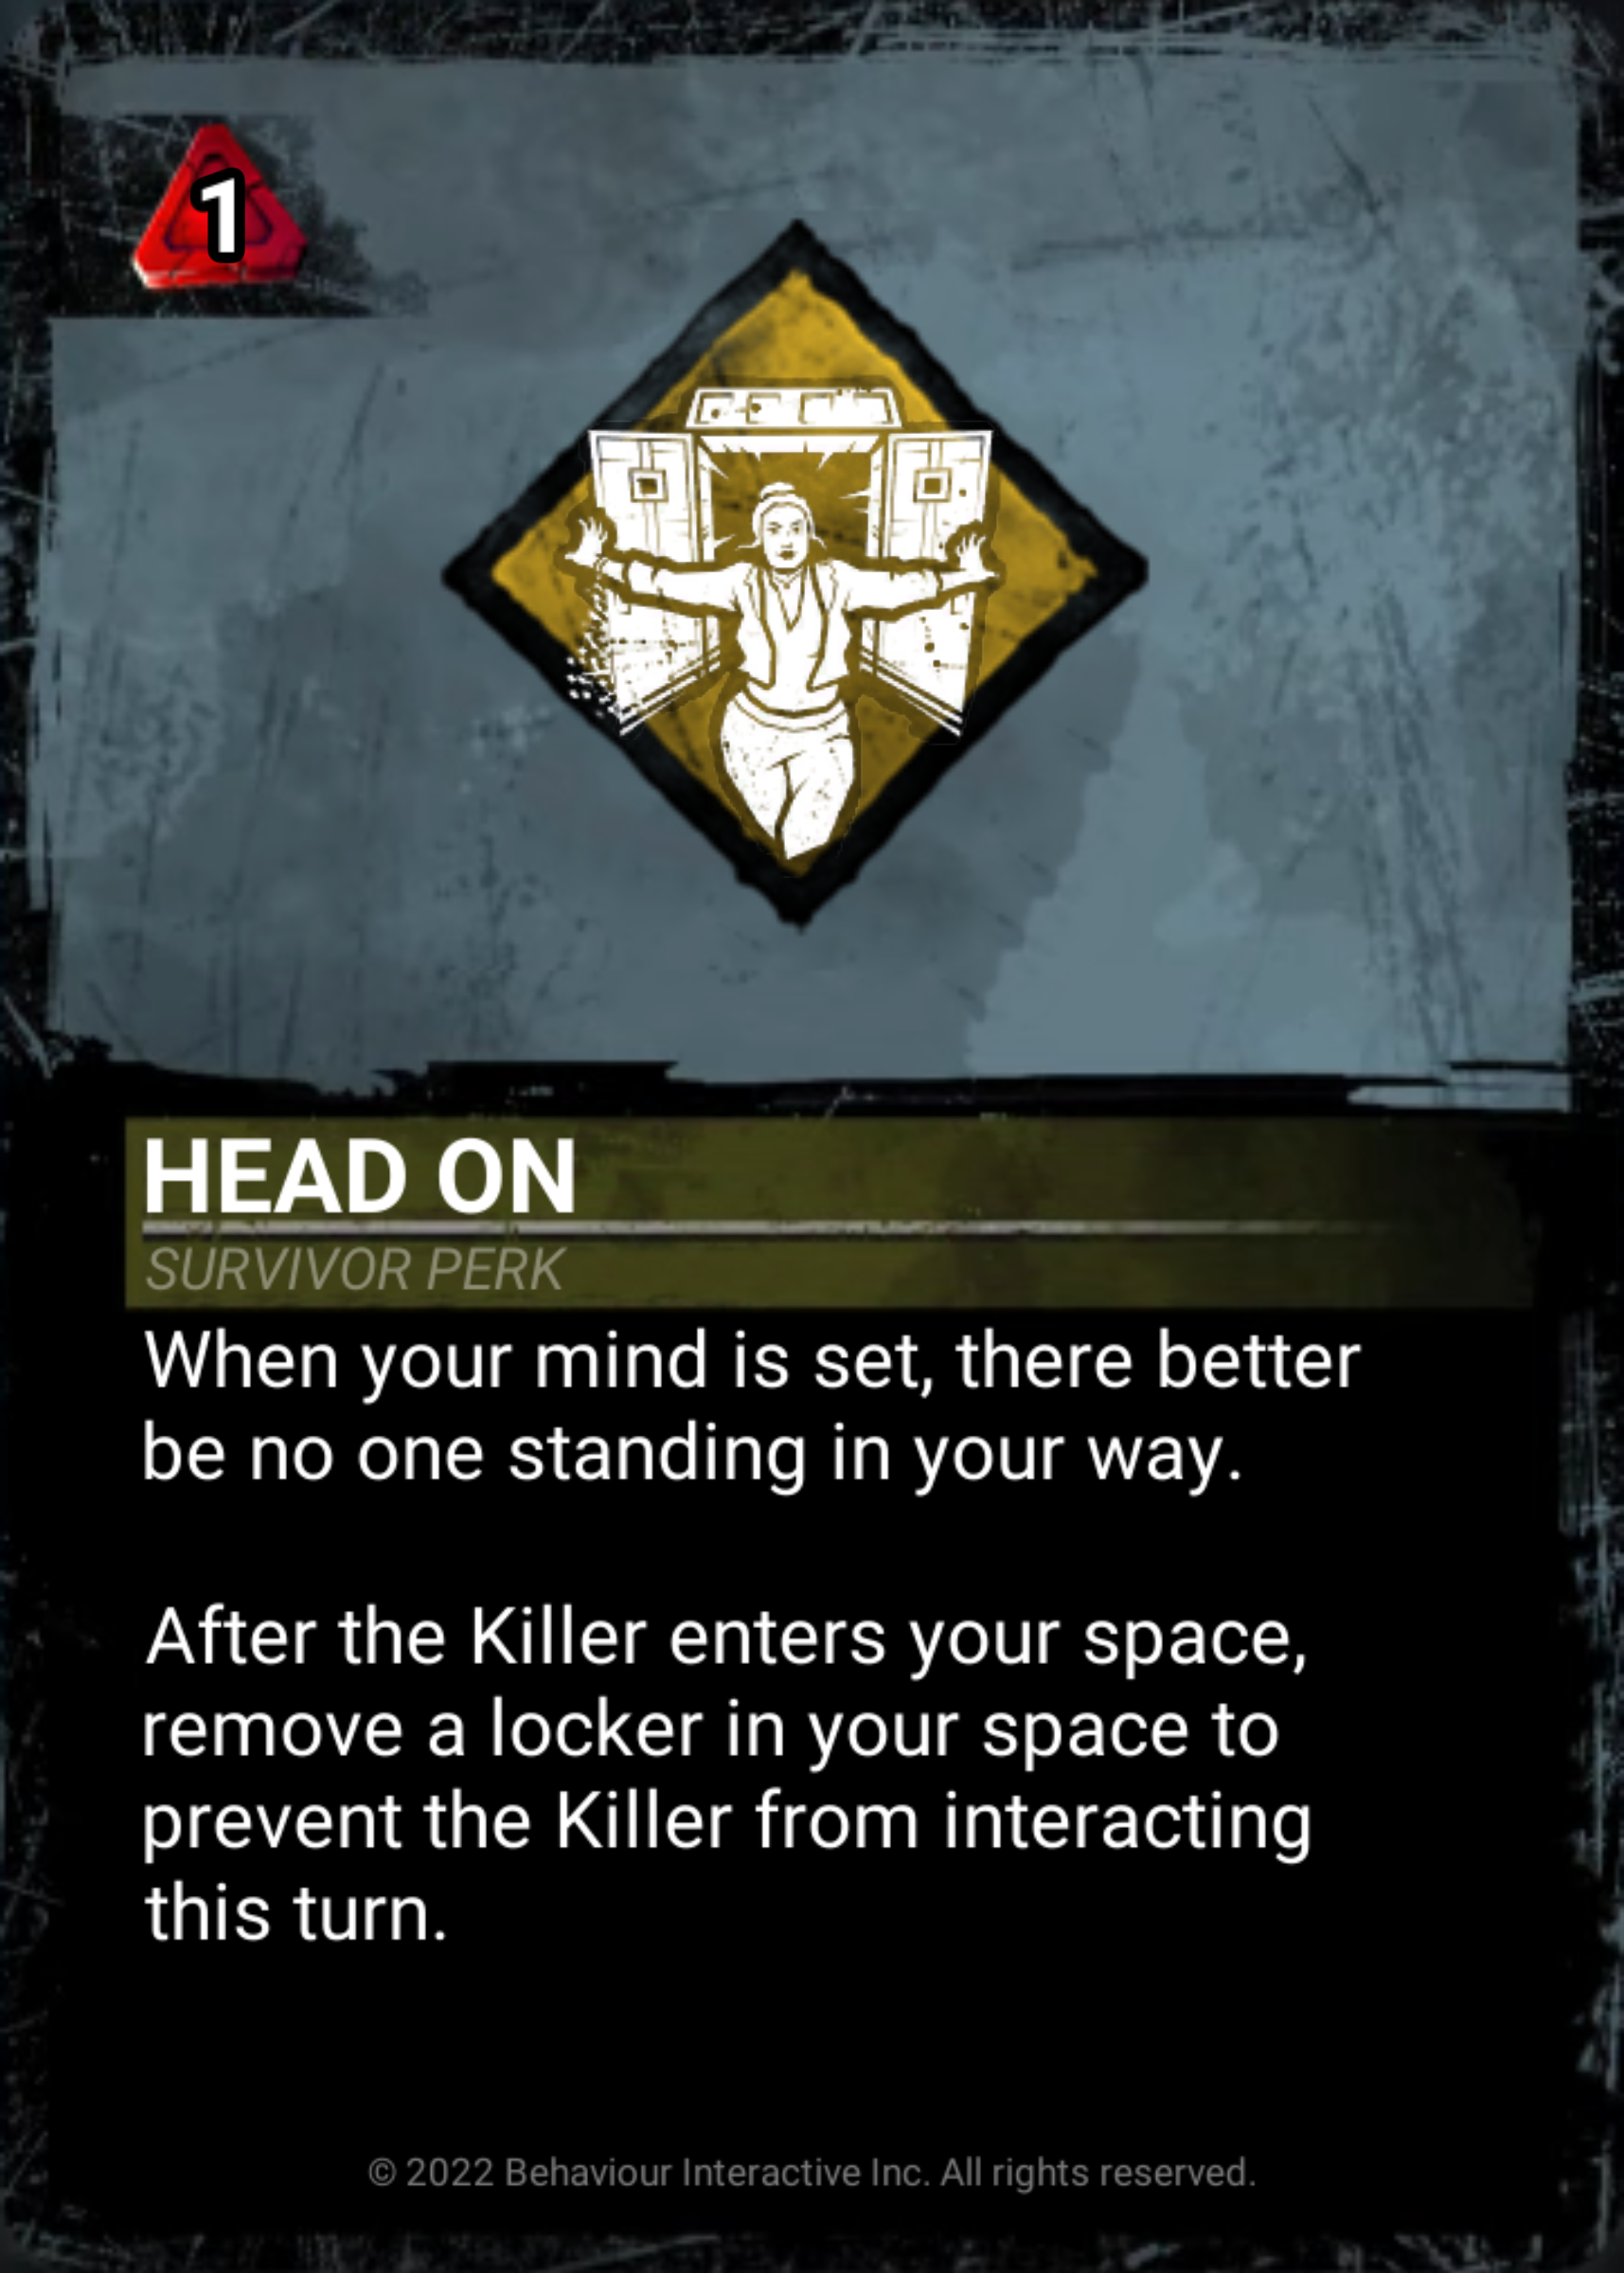 1
HEAD ON
SURVIVOR PERK
When your mind is set, there better
be no one standing in your way.
After the Killer enters your space,
remove a locker in your space to
prevent the Killer from interacting
this turn.
© 2022 Behaviour Interactive Inc. All rights reserved.